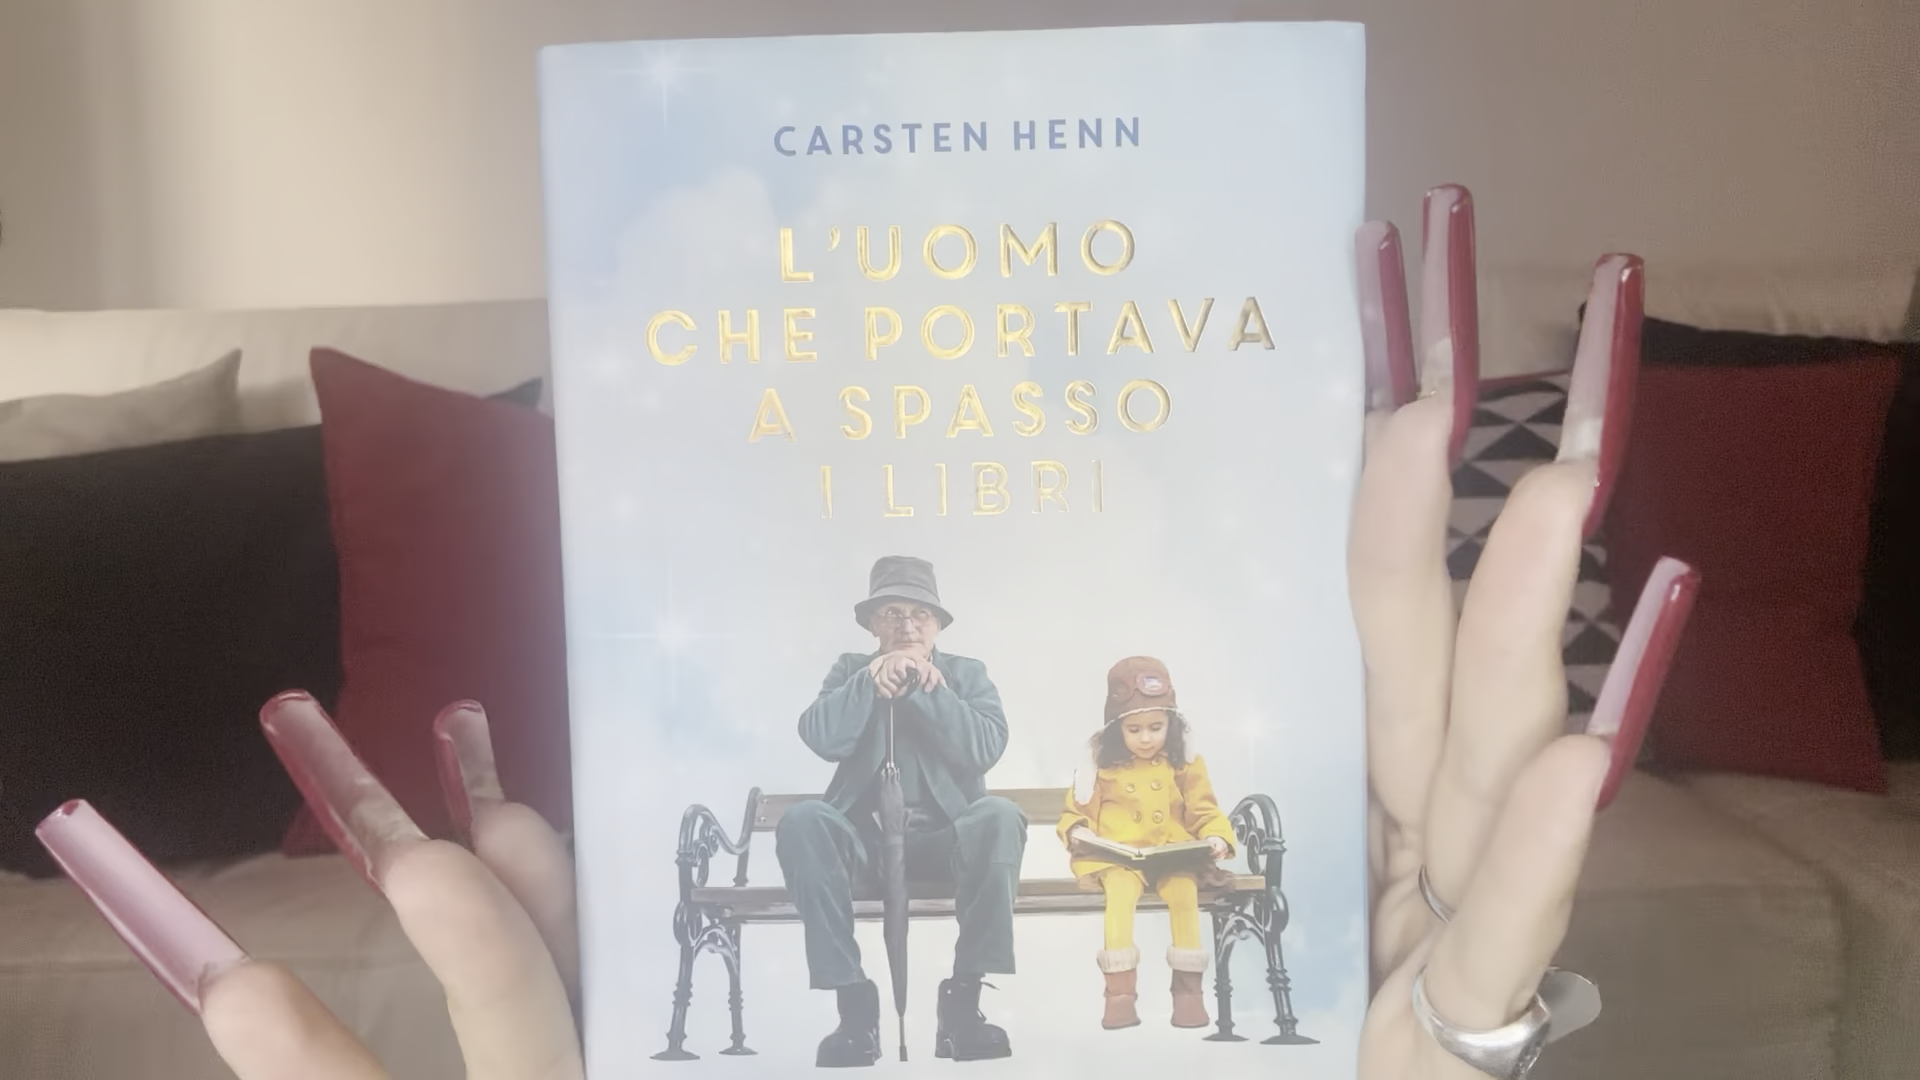 CARSTEN HENN
L'UOMO
CHE PORTAVA
A SPASSO
I LIBRI